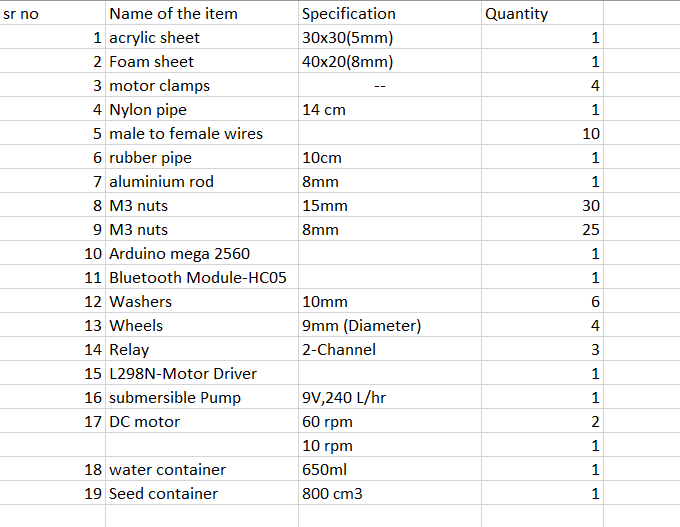 sr no Name of the item Specification Quantity
1 acrylic sheet 30x30(5mm) 1
2 Foam sheet 40x20(8mm) 1
3 motor clamps -- 4
4 Nylon pipe 14 cm 1
5 male to female wires 10
6 rubber pipe 10cm 1
7 aluminium rod 8mm 1
8 M3 nuts 15mm 30
9 M3 nuts 8mm 25
10 Arduino mega 2560 1
11 Bluetooth Module-HC05 1
12 Washers 10mm 6
13 Wheels 9mm (Diameter) 4
14 Relay 2-Channel 3
15 L298N-Motor Driver 1
16 submersible Pump 9V,240 L/hr 1
17 DC motor 60 rpm 2
10 rpm 1
18 water container 650ml 1
19 Seed container 800 cm3 1